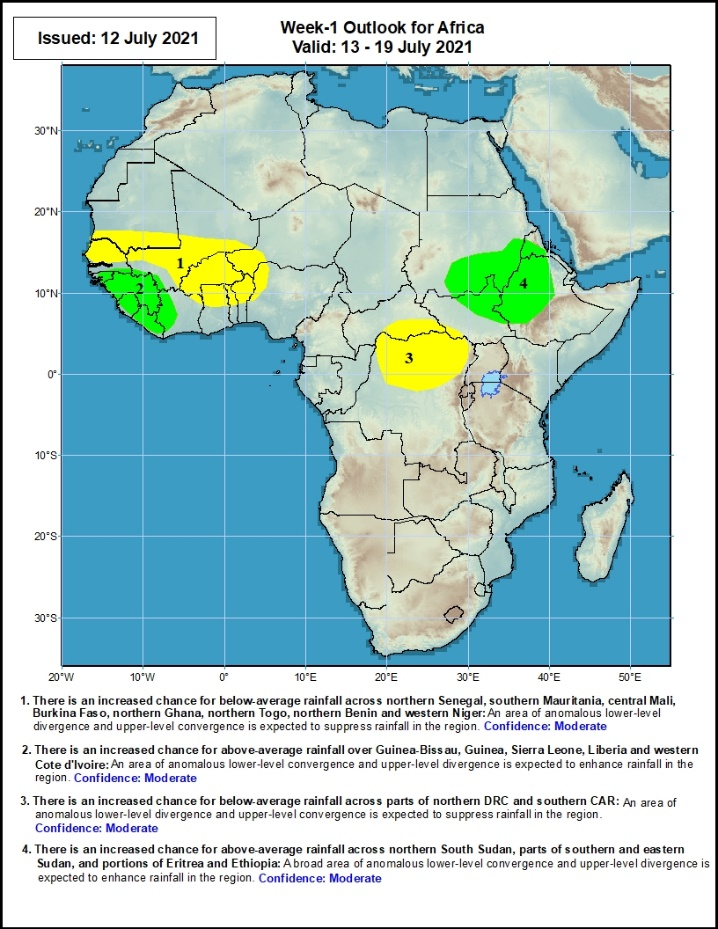 Issued: 12 July 2021
Week-1 Outlook for Africa
Valid: 13 - 19 July 2021
30°N
20°N
10°N
0°
10°S
20°S
30°S
1
2
3
4
20°W 10°W 0° 10°E 20°E 30°E 40°E 50°E
1. There is an increased chance for below-average rainfall across northern Senegal, southern Mauritania, central Mali,
Burkina Faso, northern Ghana, northern Togo, northern Benin and western Niger: An area of anomalous lower-level
divergence and upper-level convergence is expected to suppress rainfall in the region. Confidence: Moderate
2. There is an increased chance for above-average rainfall over Guinea-Bissau, Guinea, Sierra Leone, Liberia and western
Cote d'Ivoire: An area of anomalous lower-level convergence and upper-level divergence is expected to enhance rainfall in the
region. Confidence: Moderate
3. There is an increased chance for below-average rainfall across parts of northern DRC and southern CAR: An area of
anomalous lower-level divergence and upper-level convergence is expected to suppress rainfall in the region.
Confidence: Moderate
4. There is an increased chance for above-average rainfall across northern South Sudan, parts of southern and eastern
Sudan, and portions of Eritrea and Ethiopia: A broad area of anomalous lower-level convergence and upper-level divergence is
expected to enhance rainfall in the region. Confidence: Moderate